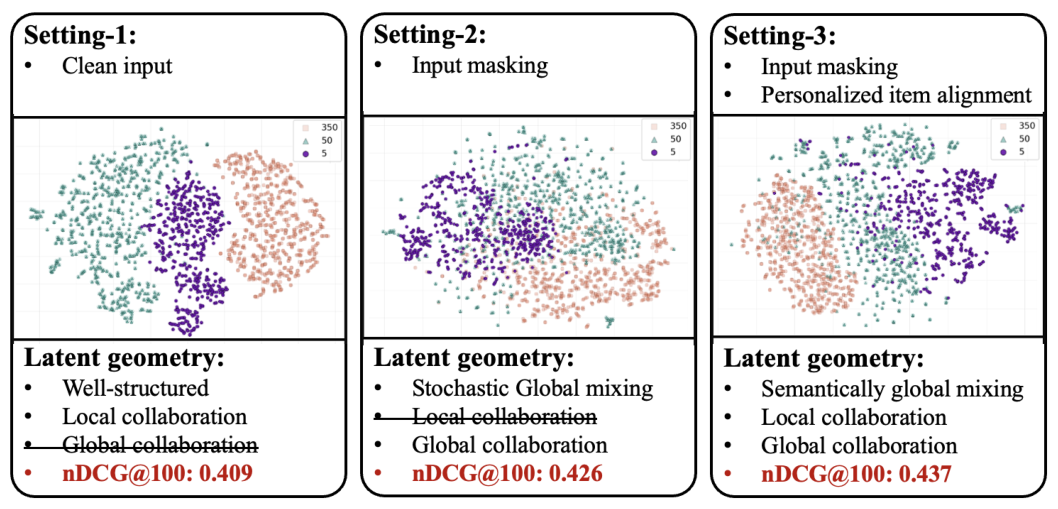 Setting-1:
• Clean input
350
50
5
Latent geometry:
• Well-structured
• Local collaboration
• Global collaboration
• nDCG@100: 0.409
Setting-2:
• Input masking
350
50
5
Latent geometry:
• Stochastic Global mixing
• Local collaboration
• Global collaboration
• nDCG@100: 0.426
Setting-3:
• Input masking
• Personalized item alignment
350
50
5
Latent geometry:
• Semantically global mixing
• Local collaboration
• Global collaboration
• nDCG@100: 0.437